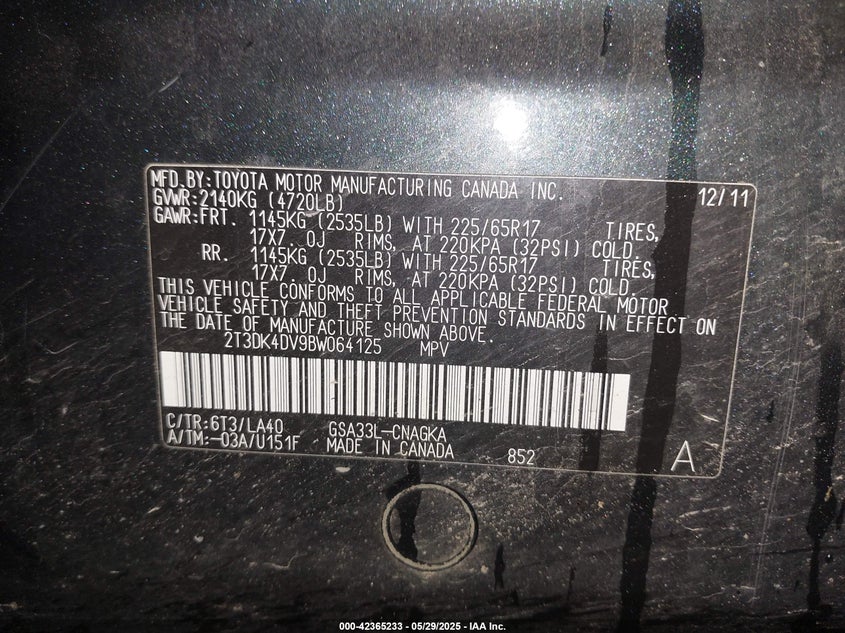 MFD.BY:TOYOTA MOTOR MANUFACTURING CANADA INC. 12/11
GVWR:2140KG (4720LB)
GAWR:FRT. 1145KG (2535LB) WITH 225/65R17 TIRES,
17X7. 0J RIMS, AT 220KPA (32PSI) COLD.
RR. 1145KG (2535LB) WITH 225/65R17 TIRES,
17X7. 0J RIMS, AT 220KPA (32PSI) COLD.
THIS VEHICLE CONFORMS TO ALL APPLICABLE FEDERAL MOTOR
VEHICLE SAFETY AND THEFT PREVENTION STANDARDS IN EFFECT ON
THE DATE OF MANUFACTURE SHOWN ABOVE.
2T3DK4DV9BW064125 MPV
C/TR:6T3/LA40 GSA33L-CNAGKA
A/TM:-03A/U151F MADE IN CANADA 852 A
000-42365233 - 05/29/2025 - IAA Inc.